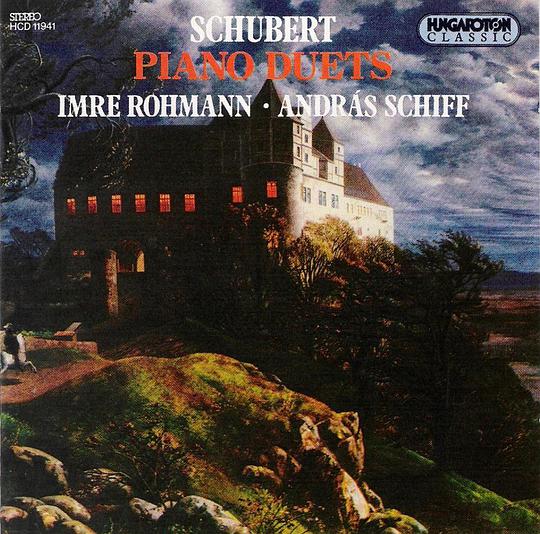 STEREO
HCD 11941
SCHUBERT
HUNGAROTON
CLASSIC
PIANO DUETS
IMRE ROHMANN · ANDRÁS SCHIFF